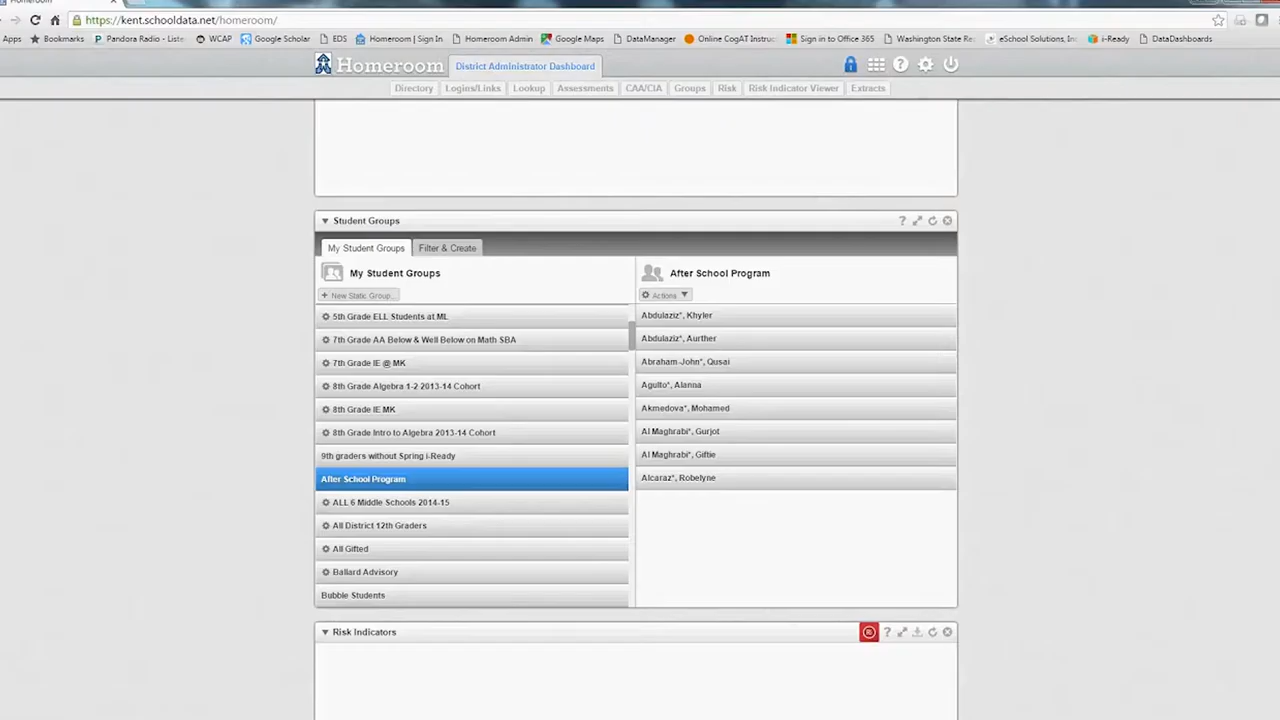 Homeroom
https://kent.schooldata.net/homeroom/
Apps Bookmarks Pandora Radio - Liste WCAP Google Scholar EDS Homeroom | Sign In Homeroom Admin Google Maps DataManager Online CogAT Instruc Sign in to Office 365 Washington State Re eSchool Solutions, Inc i-Ready DataDashboards
Homeroom District Administrator Dashboard
Directory Logins/Links Lookup Assessments CAA/CIA Groups Risk Risk Indicator Viewer Extracts
Student Groups
My Student Groups Filter & Create
My Student Groups
+ New Static Group...
5th Grade ELL Students at ML
7th Grade AA Below & Well Below on Math SBA
7th Grade IE @ MK
8th Grade Algebra 1-2 2013-14 Cohort
8th Grade IE MK
8th Grade Intro to Algebra 2013-14 Cohort
9th graders without Spring i-Ready
After School Program
ALL 6 Middle Schools 2014-15
All District 12th Graders
All Gifted
Ballard Advisory
Bubble Students
After School Program
Actions
Abdulaziz*, Khyler
Abdulaziz*, Aurther
Abraham-John*, Qusai
Agulto*, Alanna
Akmedova*, Mohamed
Al Maghrabi*, Gurjot
Al Maghrabi*, Giftie
Alcaraz*, Robelyne
Risk Indicators